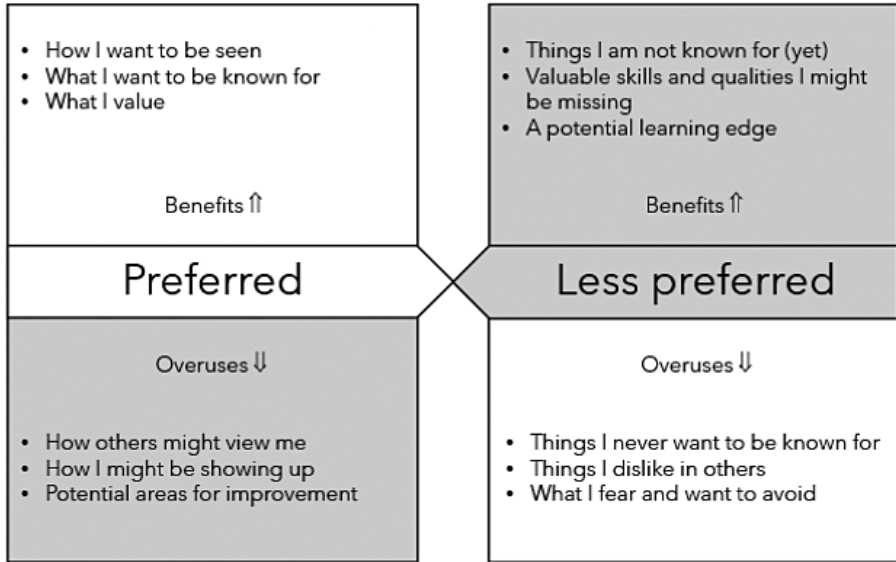 • How I want to be seen
• What I want to be known for
• What I value
Benefits ⇑
• Things I am not known for (yet)
• Valuable skills and qualities I might
be missing
• A potential learning edge
Benefits ⇑
Preferred
Less preferred
Overuses ⇓
• How others might view me
• How I might be showing up
• Potential areas for improvement
Overuses ⇓
• Things I never want to be known for
• Things I dislike in others
• What I fear and want to avoid